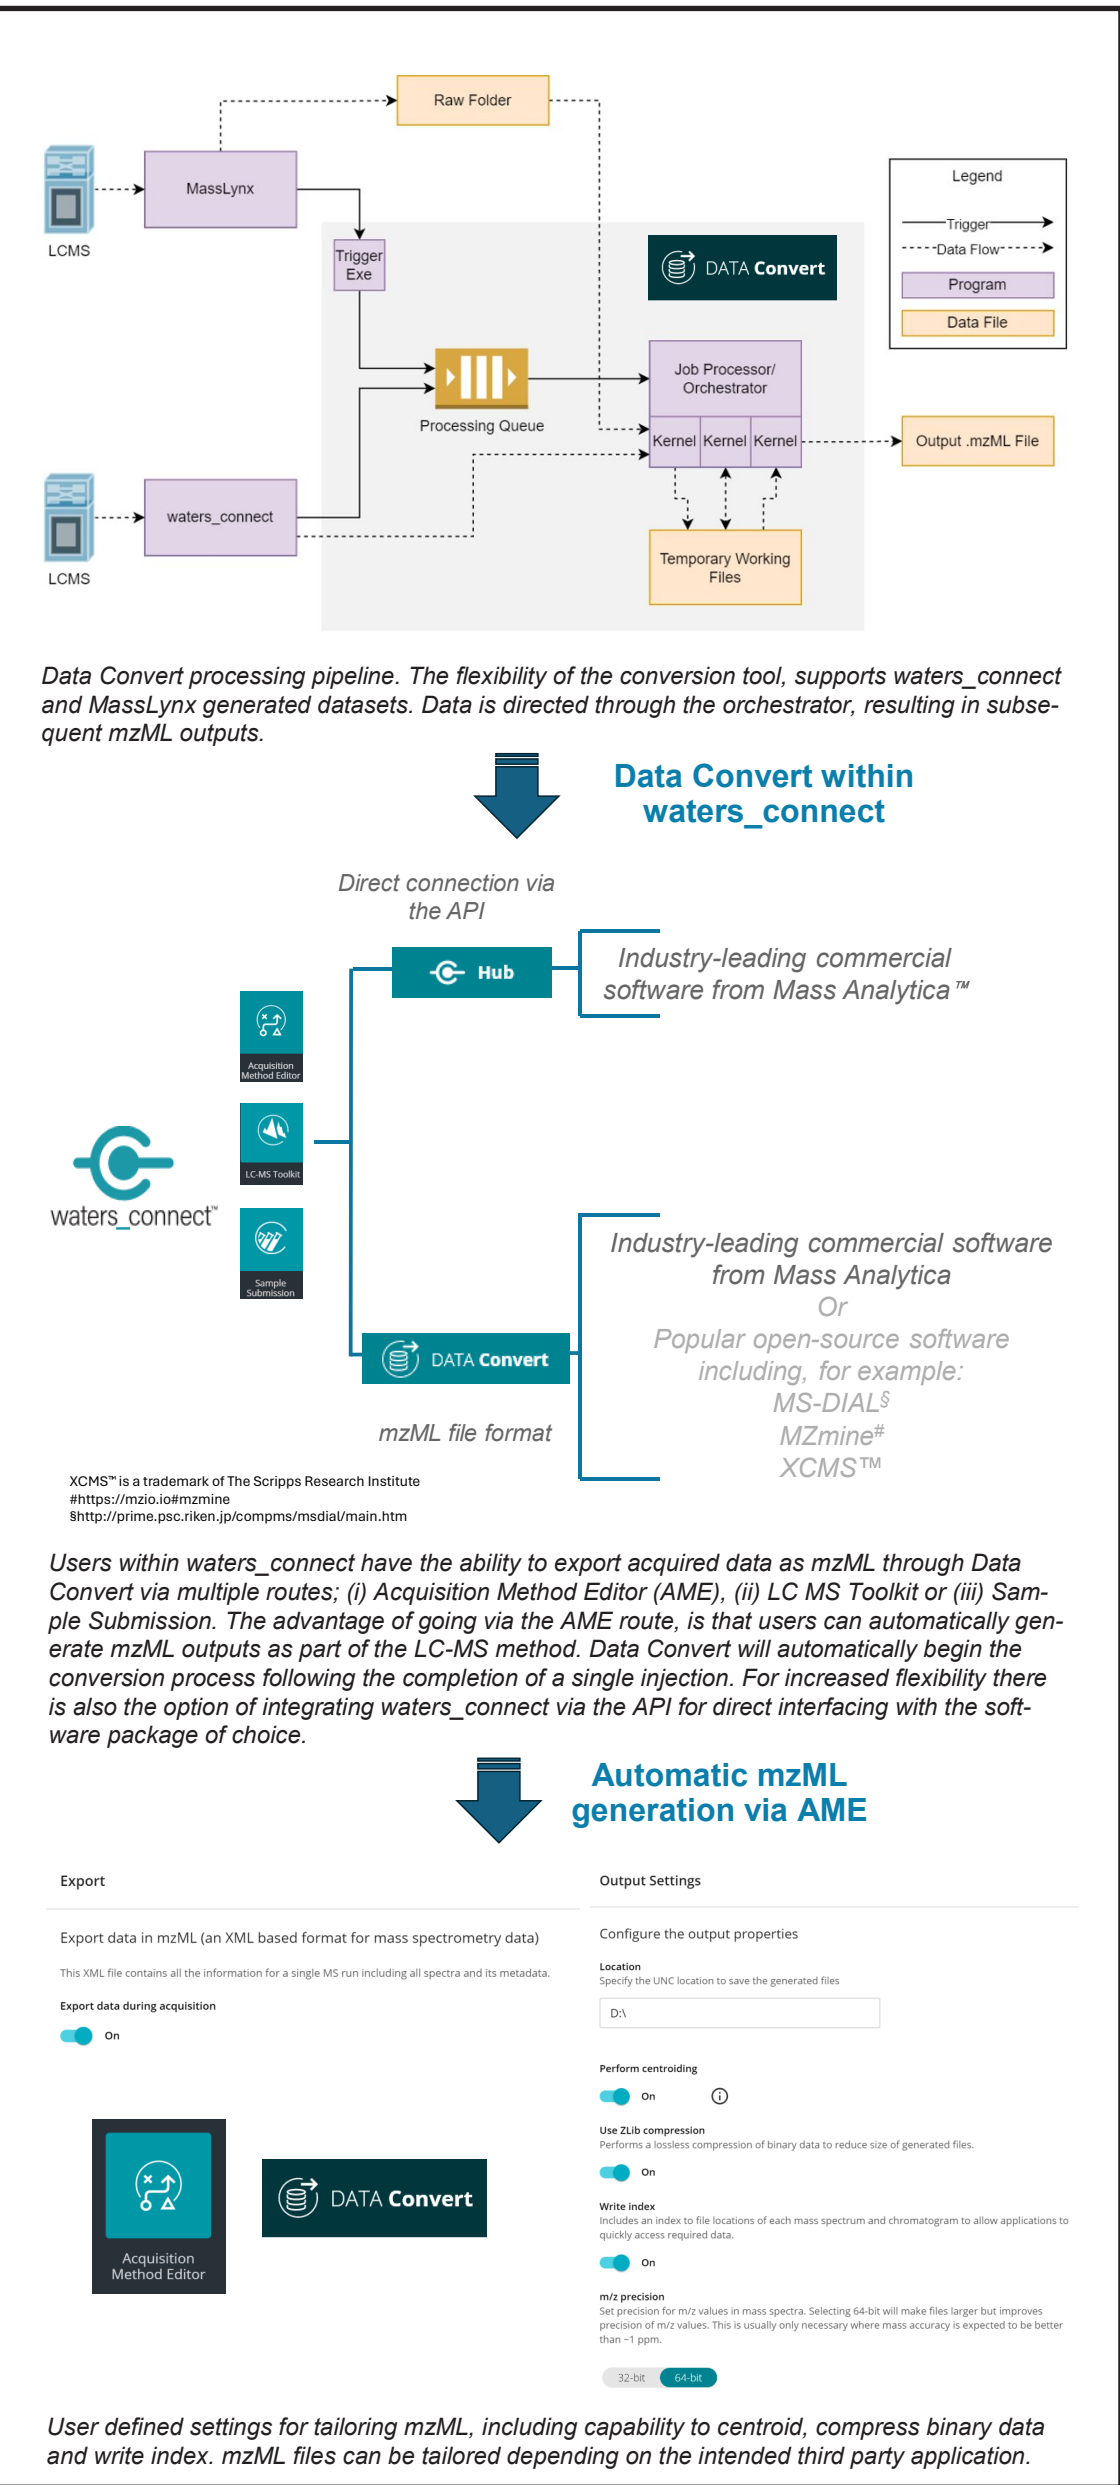 Raw Folder
MassLynx
LCMS
Trigger
Exe
DATA Convert
Legend
Trigger
Data Flow
Program
Data File
Job Processor/
Orchestrator
Processing Queue
Kernel Kernel Kernel
Output .mzML File
waters_connect
LCMS
Temporary Working
Files
Data Convert processing pipeline. The flexibility of the conversion tool, supports waters_connect
and MassLynx generated datasets. Data is directed through the orchestrator, resulting in subse-
quent mzML outputs.
Data Convert within
waters_connect
Direct connection via
the API
Hub
Industry-leading commercial
software from Mass Analytica™
Acquisition
Method Editor
LC-MS Toolkit
waters_connect™
Sample
Submission
Industry-leading commercial software
from Mass Analytica
Or
Popular open-source software
including, for example:
MS-DIAL§
MZmine#
XCMS™
DATA Convert
mzML file format
XCMS™ is a trademark of The Scripps Research Institute
#https://mzio.io#mzmine
§http://prime.psc.riken.jp/compms/msdial/main.htm
Users within waters_connect have the ability to export acquired data as mzML through Data
Convert via multiple routes; (i) Acquisition Method Editor (AME), (ii) LC MS Toolkit or (iii) Sam-
ple Submission. The advantage of going via the AME route, is that users can automatically gen-
erate mzML outputs as part of the LC-MS method. Data Convert will automatically begin the
conversion process following the completion of a single injection. For increased flexibility there
is also the option of integrating waters_connect via the API for direct interfacing with the soft-
ware package of choice.
Automatic mzML
generation via AME
Export
Export data in mzML (an XML based format for mass spectrometry data)
This XML file contains all the information for a single MS run including all spectra and its metadata.
Export data during acquisition
On
Acquisition
Method Editor
DATA Convert
Output Settings
Configure the output properties
Location
Specify the UNC location to save the generated files
D:\
Perform centroiding
On
Use ZLib compression
Performs a lossless compression of binary data to reduce size of generated files.
On
Write index
Includes an index to file locations of each mass spectrum and chromatogram to allow applications to
quickly access required data.
On
m/z precision
Set precision for m/z values in mass spectra. Selecting 64-bit will make files larger but improves
precision of m/z values. This is usually only necessary where mass accuracy is expected to be better
than ~1 ppm.
32-bit 64-bit
User defined settings for tailoring mzML, including capability to centroid, compress binary data
and write index. mzML files can be tailored depending on the intended third party application.